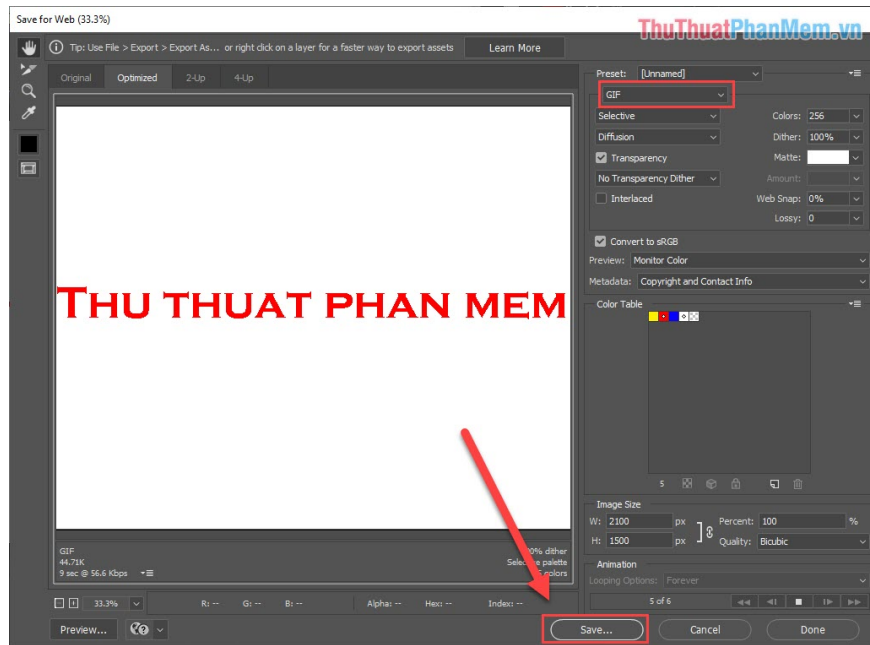 Save for Web (33.3%)
ThuThuatPhanMem.vn
Tip: Use File > Export > Export As... or right click on a layer for a faster way to export assets
Learn More
Original Optimized 2-Up 4-Up
Preset: [Unnamed]
GIF
Selective Colors: 256
Diffusion Dither: 100%
Transparency Matte:
No Transparency Dither Amount:
Interlaced Web Snap: 0%
Lossy: 0
Convert to sRGB
Preview: Monitor Color
Metadata: Copyright and Contact Info
Color Table
THU THUAT PHAN MEM
5
Image Size
W: 2100 px Percent: 100 %
H: 1500 px Quality: Bicubic
GIF 0% dither
44.71K palette
9 sec @ 56.6 Kbps colors
Animation
Looping Options: Forever
33.3% R: -- G: -- B: -- Alpha: -- Hex: -- Index: --
5 of 6
Preview... Save... Cancel Done